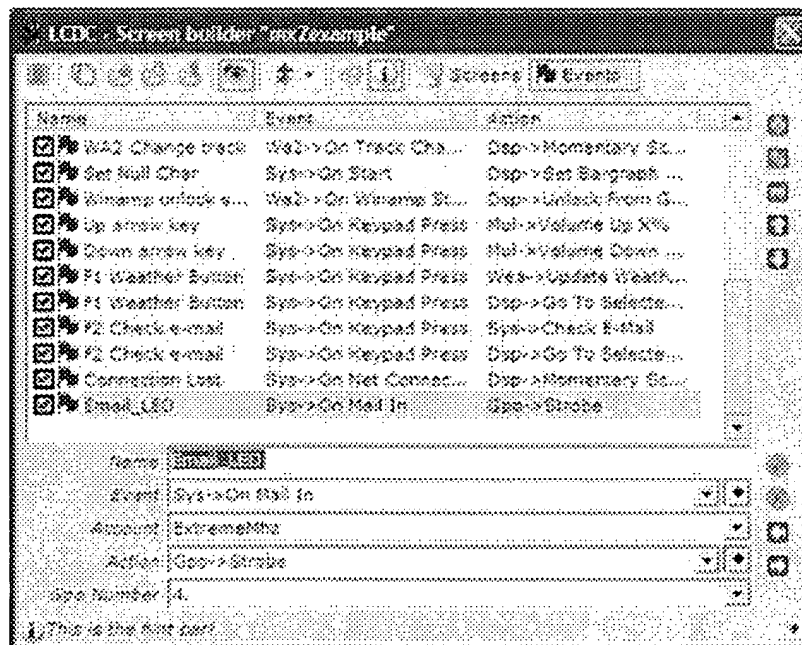 LCDC - Screen builder "mx7example"
Screens Events
Name Event Action
WA2 Change track Wa2->On Track Cha... Dsp->Momentary Sc...
Set Null Char Sys->On Start Dsp->Set Bargraph ...
Winamp unlock s... Wa2->On Winamp St... Dsp->Unlock From G...
Up arrow key Sys->On Keypad Press Mul->Volume Up X%
Down arrow key Sys->On Keypad Press Mul->Volume Down ...
F1 Weather Button Sys->On Keypad Press Wea->Update Weath...
F1 Weather Button Sys->On Keypad Press Dsp->Go To Selecte...
F2 Check e-mail Sys->On Keypad Press Sys->Check E-Mail
F2 Check e-mail Sys->On Keypad Press Dsp->Go To Selecte...
Connection Lost Sys->On Net Connec... Dsp->Momentary Sc...
Email_LED Sys->On Mail In Gpo->Strobe
Name Email_LED
Event Sys->On Mail In
Account ExtremeMhz
Action Gpo->Strobe
Gpo Number 4
This is the hint bar!